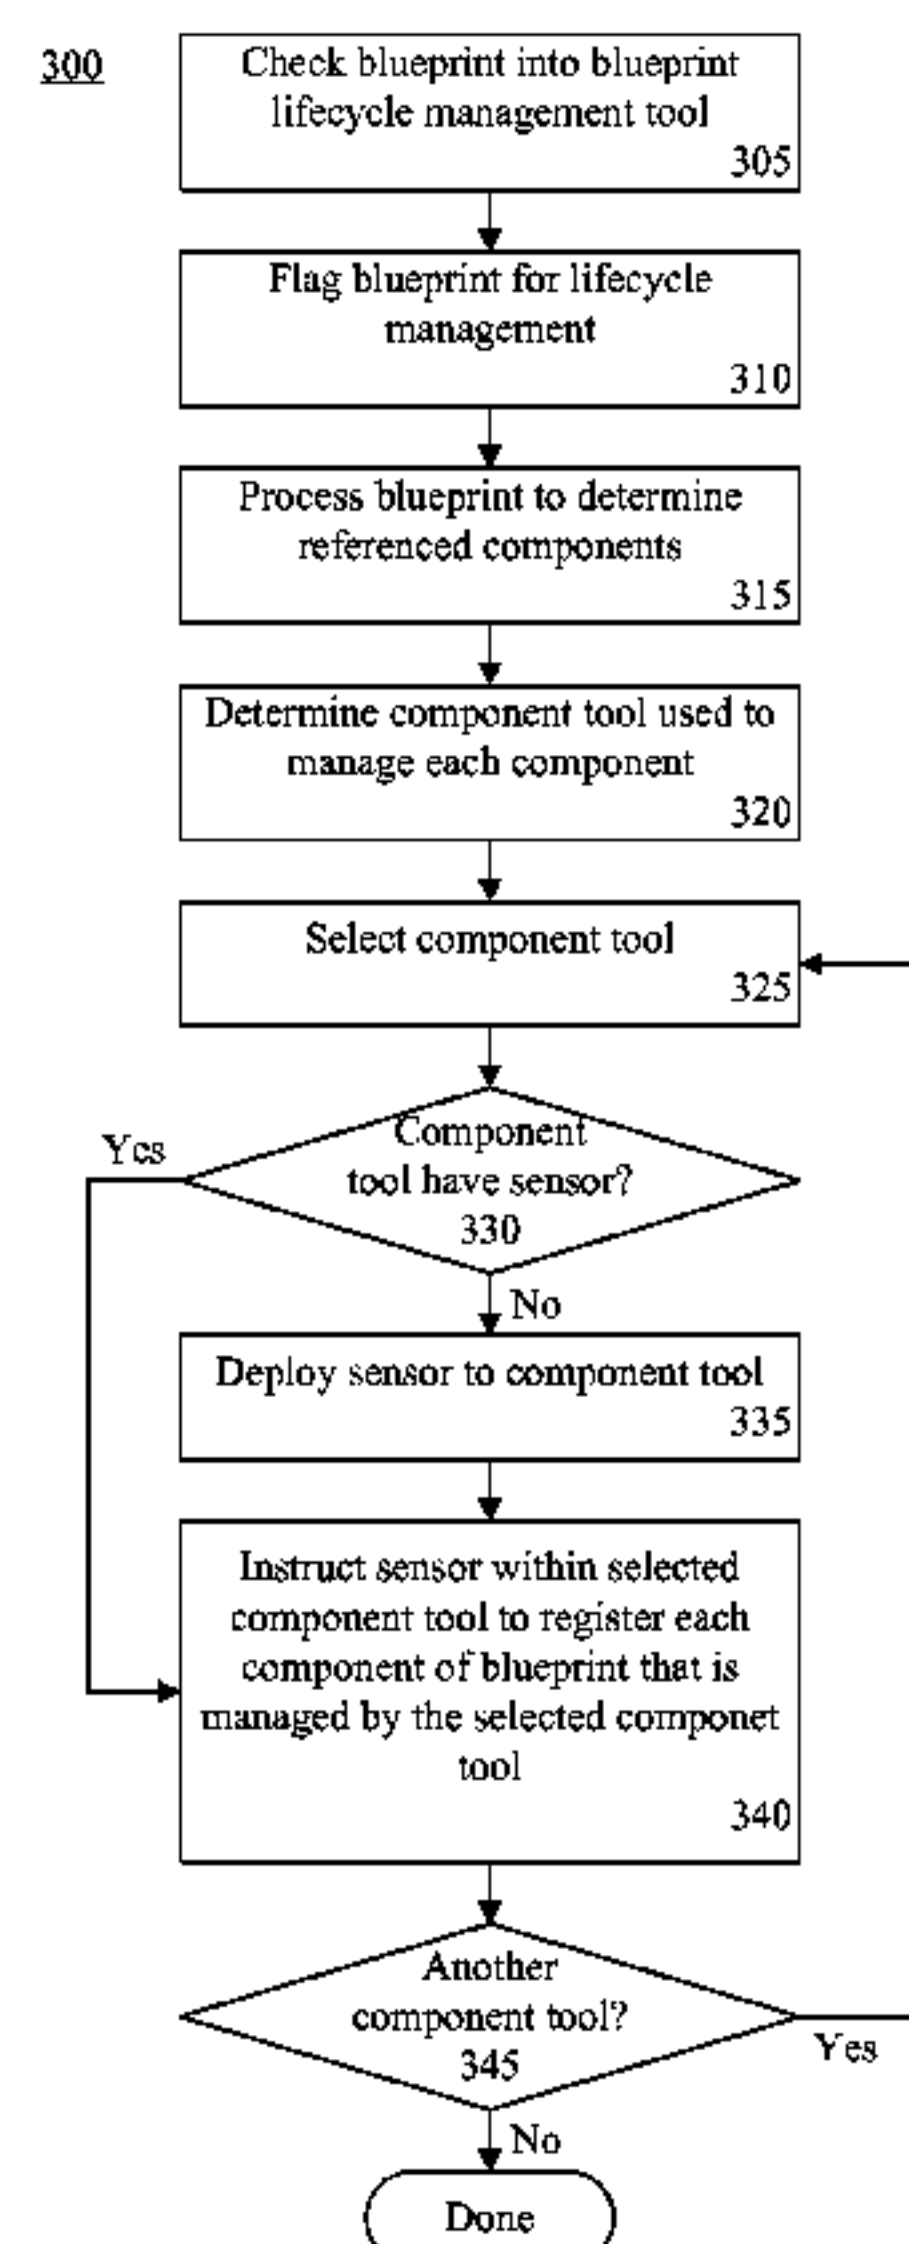 300
Check blueprint into blueprint
lifecycle management tool
305
Flag blueprint for lifecycle
management
310
Process blueprint to determine
referenced components
315
Determine component tool used to
manage each component
320
Select component tool
325
Component
tool have sensor?
330
Yes
No
Deploy sensor to component tool
335
Instruct sensor within selected
component tool to register each
component of blueprint that is
managed by the selected componet
tool
340
Another
component tool?
345
Yes
No
Done